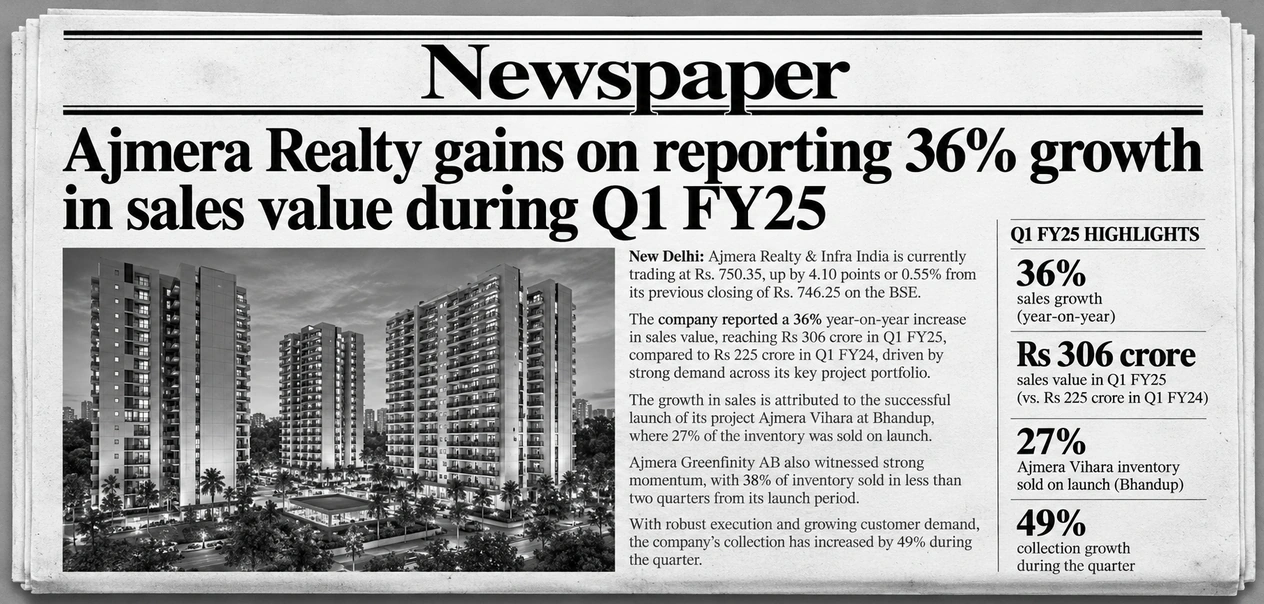 Newspaper
Ajmera Realty gains on reporting 36% growth
in sales value during Q1 FY25
New Delhi: Ajmera Realty & Infra India is currently
trading at Rs. 750.35, up by 4.10 points or 0.55% from
its previous closing of Rs. 746.25 on the BSE.
The company reported a 36% year-on-year increase
in sales value, reaching Rs 306 crore in Q1 FY25,
compared to Rs 225 crore in Q1 FY24, driven by
strong demand across its key project portfolio.
The growth in sales is attributed to the successful
launch of its project Ajmera Vihara at Bhandup,
where 27% of the inventory was sold on launch.
Ajmera Greenfinity AB also witnessed strong
momentum, with 38% of inventory sold in less than
two quarters from its launch period.
With robust execution and growing customer demand,
the company's collection has increased by 49% during
the quarter.
Q1 FY25 HIGHLIGHTS
36%
sales growth
(year-on-year)
Rs 306 crore
sales value in Q1 FY25
(vs. Rs 225 crore in Q1 FY24)
27%
Ajmera Vihara inventory
sold on launch (Bhandup)
49%
collection growth
during the quarter